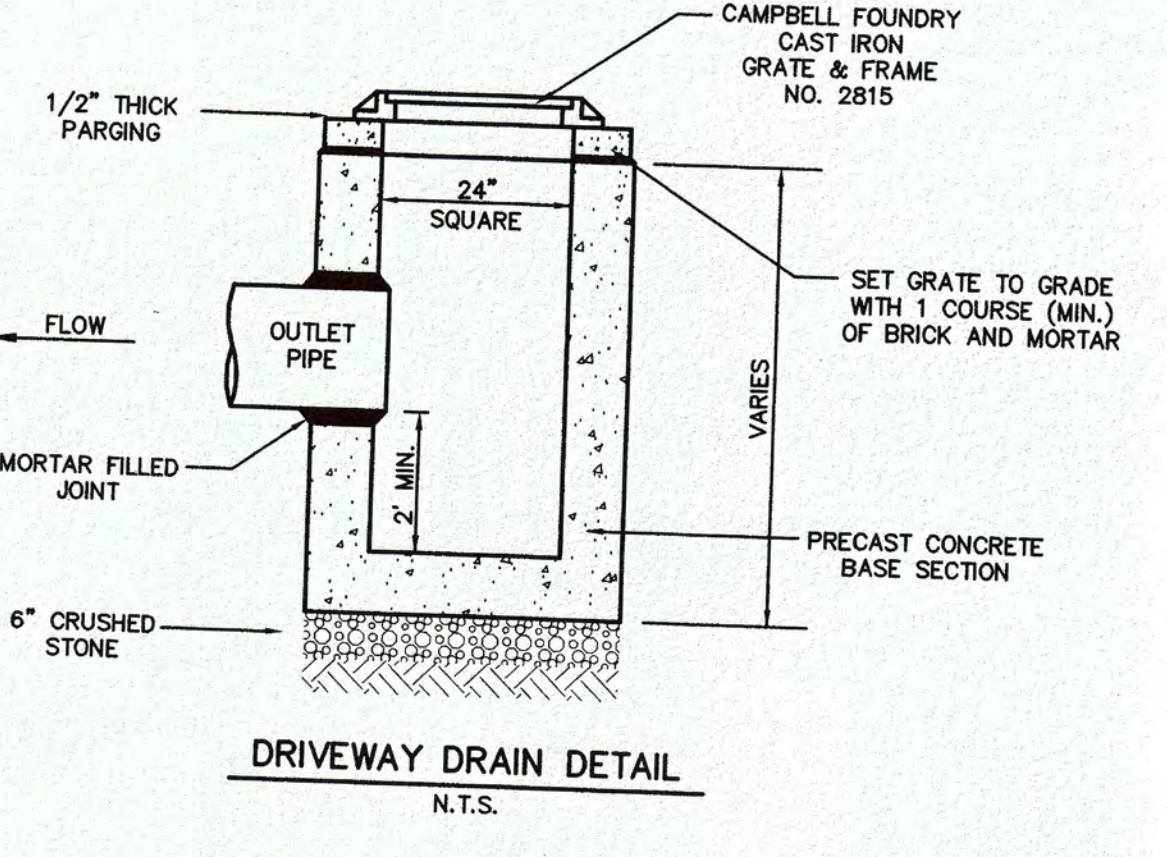 CAMPBELL FOUNDRY
CAST IRON
GRATE & FRAME
NO. 2815
1/2" THICK
PARGING
24"
SQUARE
SET GRATE TO GRADE
WITH 1 COURSE (MIN.)
OF BRICK AND MORTAR
FLOW
OUTLET
PIPE
VARIES
MORTAR FILLED
JOINT
2' MIN.
PRECAST CONCRETE
BASE SECTION
6" CRUSHED
STONE
DRIVEWAY DRAIN DETAIL
N.T.S.